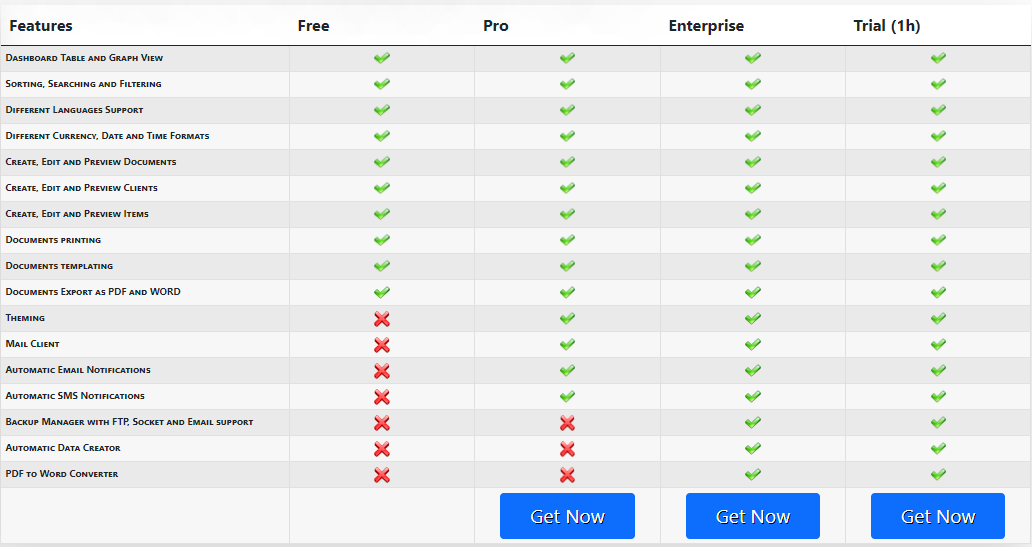 Features Free Pro Enterprise Trial (1h)
Dashboard Table and Graph View
Sorting, Searching and Filtering
Different Languages Support
Different Currency, Date and Time Formats
Create, Edit and Preview Documents
Create, Edit and Preview Clients
Create, Edit and Preview Items
Documents printing
Documents templating
Documents Export as PDF and WORD
Theming
Mail Client
Automatic Email Notifications
Automatic SMS Notifications
Backup Manager with FTP, Socket and Email support
Automatic Data Creator
PDF to Word Converter
Get Now Get Now Get Now